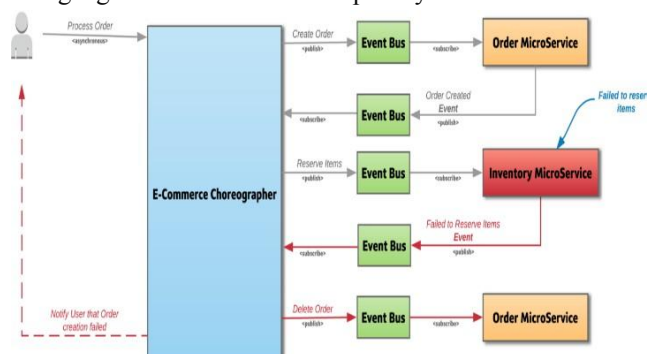 Process Order
<asynchronous>
Create Order
<publish>
Event Bus
<subscribe>
Order MicroService
Order Created
Event
<publish>
Event Bus
<subscribe>
Failed to reser
items
Reserve Items
<publish>
Event Bus
<subscribe>
Inventory MicroService
E-Commerce Choreographer
Failed to Reserve Items
Event
<publish>
Event Bus
<subscribe>
Notify User that Order
creation failed
Delete Order
<publish>
Event Bus
<subscribe>
Order MicroService